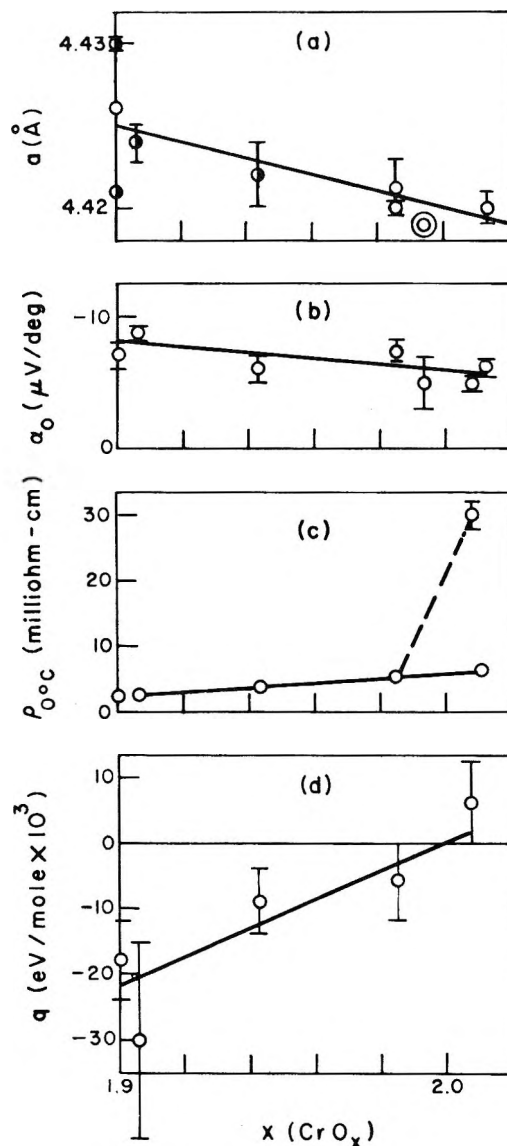 (a)
4.43
4.42
a (Å)
(b)
-10
0
α₀ (μV/deg)
(c)
30
20
10
0
ρ₀°C (milliohm-cm)
(d)
10
0
-10
-20
-30
q (eV/mole×10³)
1.9
2.0
X (CrOₓ)